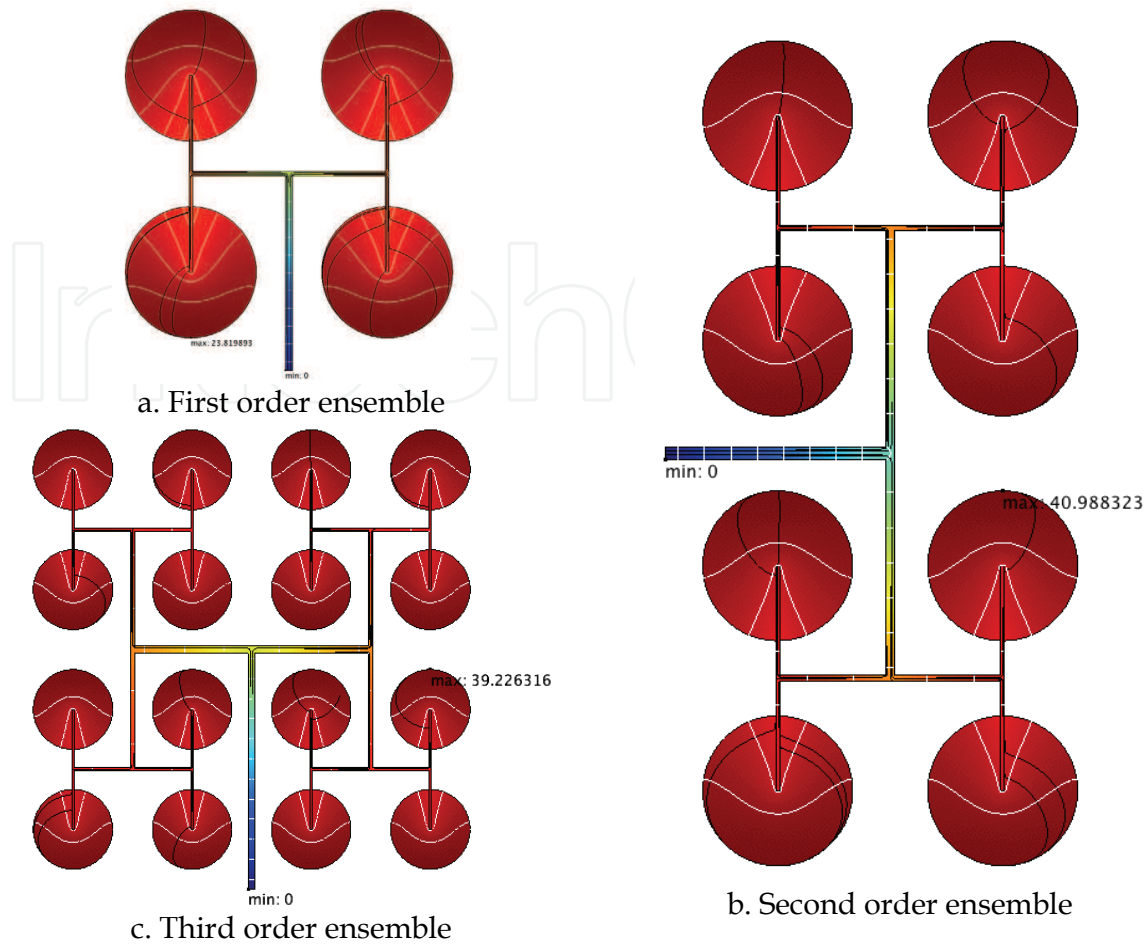 max: 23.819893
min: 0
a. First order ensemble
min: 0
max: 40.988323
b. Second order ensemble
max: 39.226316
min: 0
c. Third order ensemble